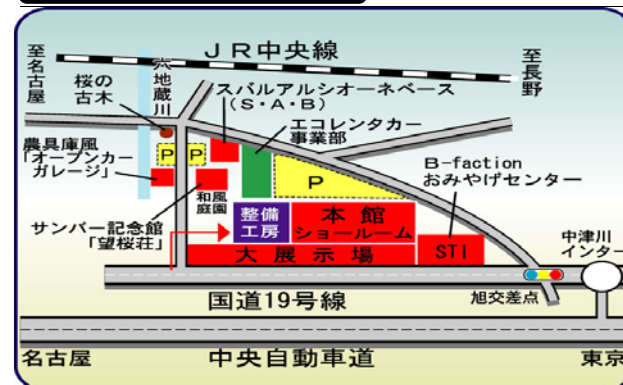 JR中央線
至名古屋
至長野
桜の
古木
六地蔵川
スバルアルシオーネベース
(S・A・B)
エコレンタカー
事業部
農具庫風
「オープンカー
ガレージ」
P
P
P
B-faction
おみやげセンター
和風
庭園
サンバー記念館
「望桜荘」
整備
工房
本館
ショールーム
大展示場
STI
中津川
インター
国道19号線
旭交差点
名古屋
中央自動車道
東京